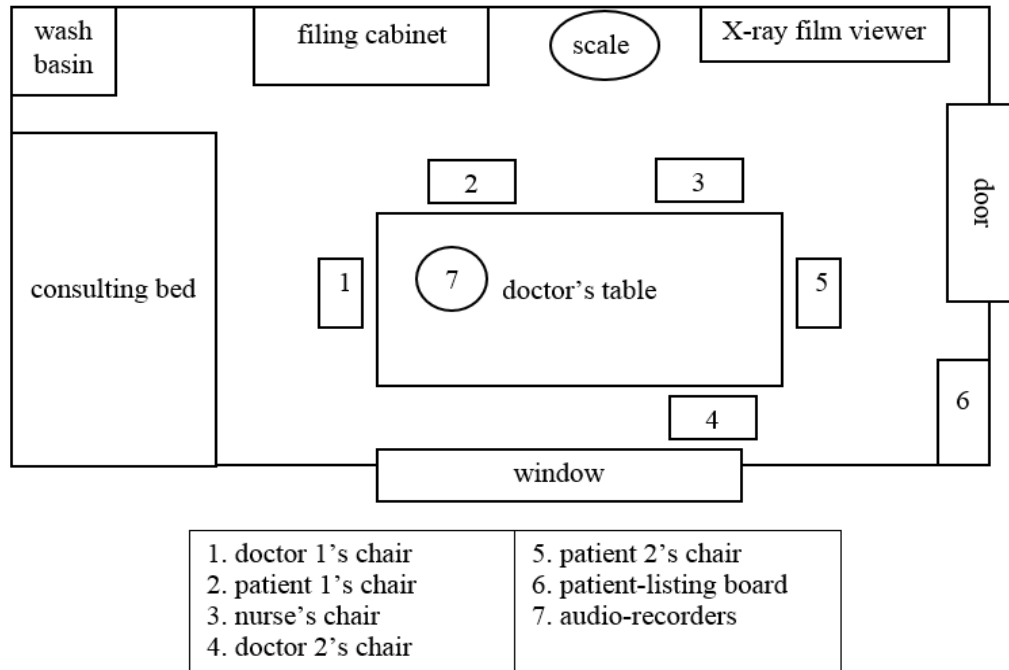 wash
basin
filing cabinet
scale
X-ray film viewer
2
3
door
consulting bed
1
7
doctor’s table
5
6
4
window
1. doctor 1’s chair
2. patient 1’s chair
3. nurse’s chair
4. doctor 2’s chair
5. patient 2’s chair
6. patient-listing board
7. audio-recorders